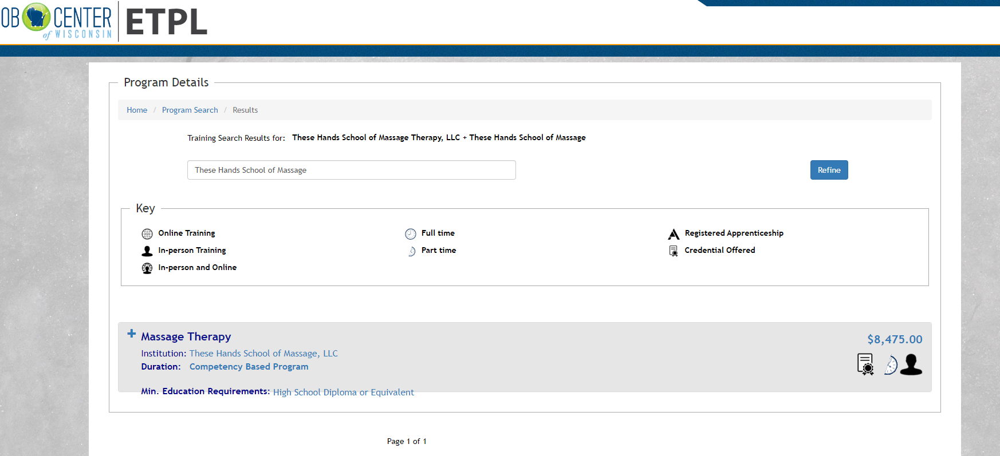 OB CENTER
of WISCONSIN
ETPL
Program Details
Home / Program Search / Results
Training Search Results for: These Hands School of Massage Therapy, LLC + These Hands School of Massage
These Hands School of Massage
Refine
Key
Online Training
Full time
Registered Apprenticeship
In-person Training
Part time
Credential Offered
In-person and Online
+ Massage Therapy
$8,475.00
Institution: These Hands School of Massage, LLC
Duration: Competency Based Program
Min. Education Requirements: High School Diploma or Equivalent
Page 1 of 1